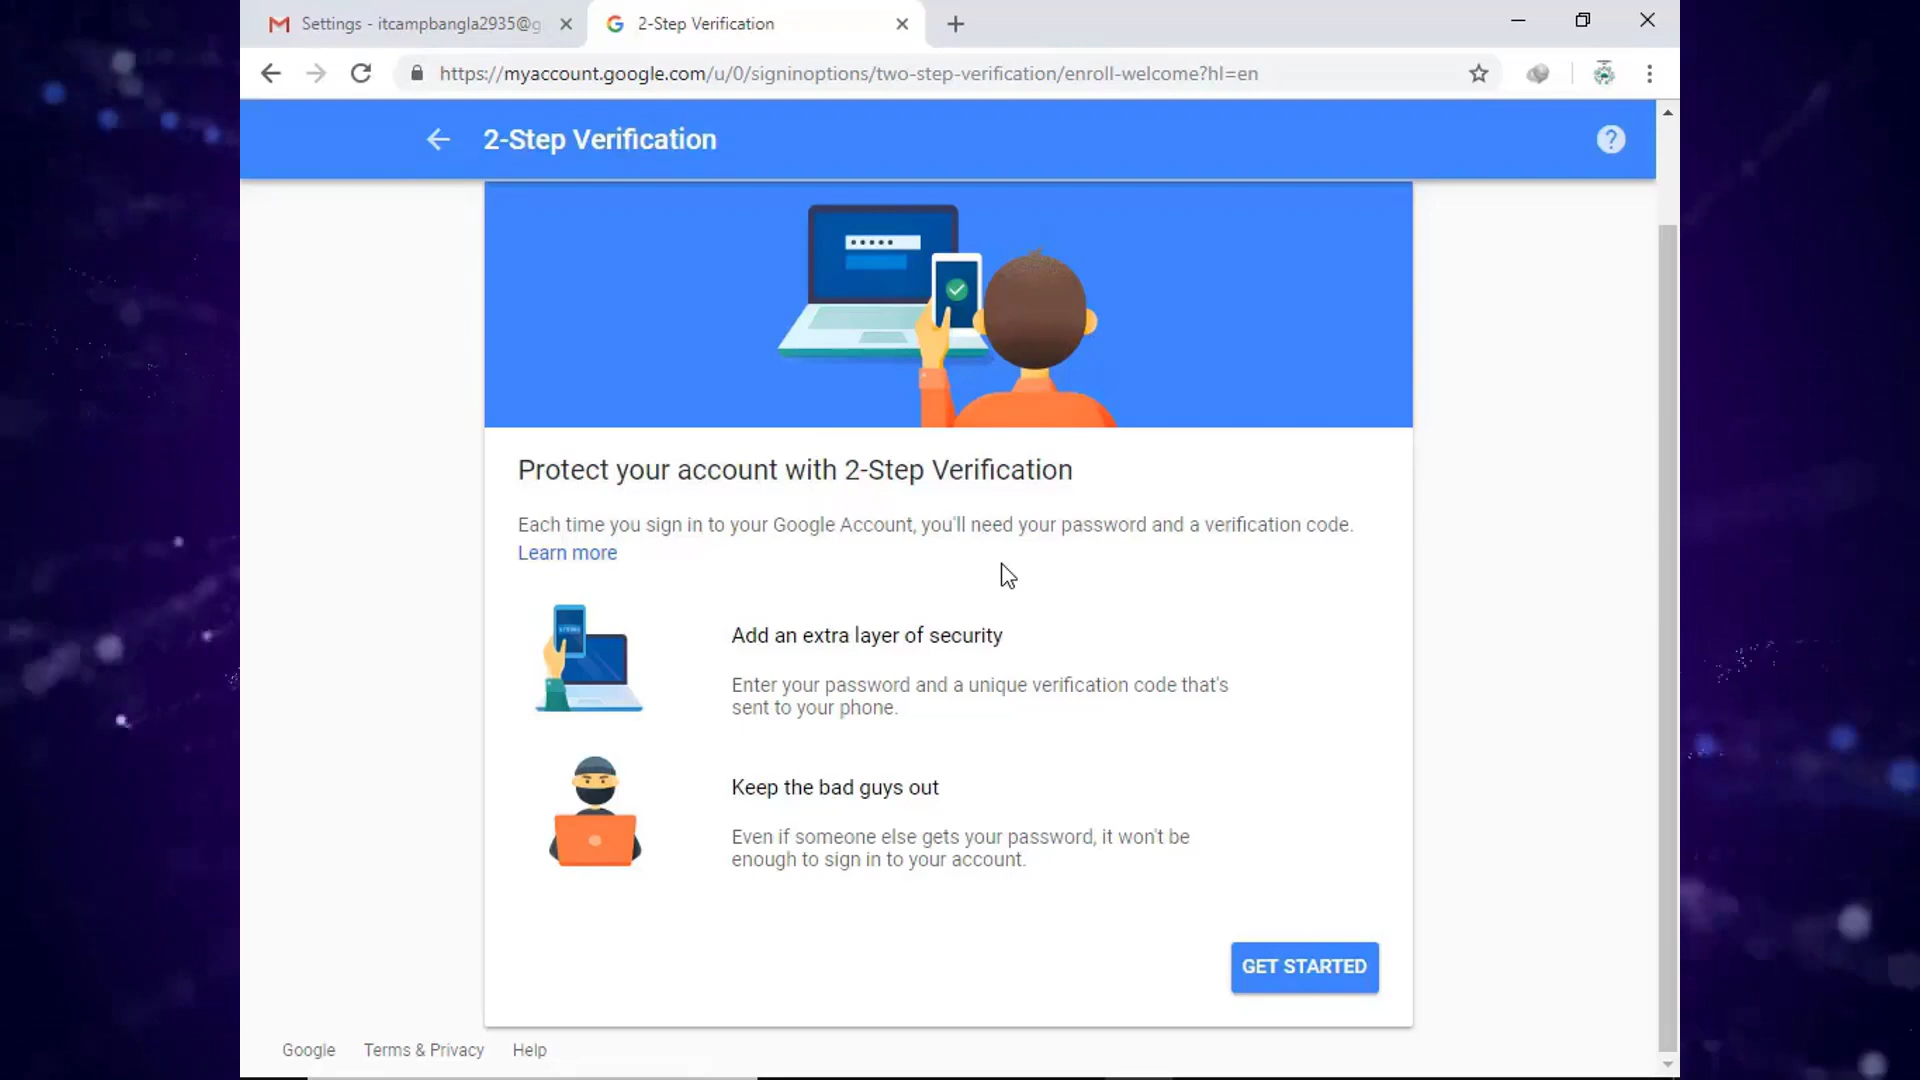 Settings - itcampbangla2935@g
2-Step Verification
https://myaccount.google.com/u/0/signinoptions/two-step-verification/enroll-welcome?hl=en
2-Step Verification
?
Protect your account with 2-Step Verification
Each time you sign in to your Google Account, you'll need your password and a verification code.
Learn more
Add an extra layer of security
Enter your password and a unique verification code that's
sent to your phone.
Keep the bad guys out
Even if someone else gets your password, it won't be
enough to sign in to your account.
GET STARTED
Google Terms & Privacy Help